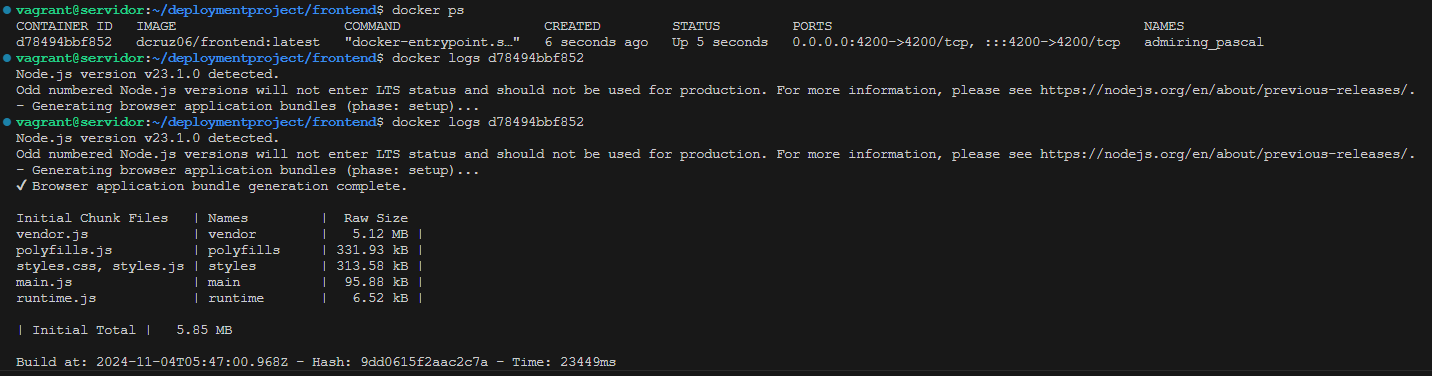 vagrant@servidor:~/deploymentproject/frontend$ docker ps
CONTAINER ID   IMAGE                      COMMAND                  CREATED         STATUS         PORTS                                       NAMES
d78494bbf852   dcruz06/frontend:latest   "docker-entrypoint.s…"   6 seconds ago   Up 5 seconds   0.0.0.0:4200->4200/tcp, :::4200->4200/tcp   admiring_pascal
vagrant@servidor:~/deploymentproject/frontend$ docker logs d78494bbf852
Node.js version v23.1.0 detected.
Odd numbered Node.js versions will not enter LTS status and should not be used for production. For more information, please see https://nodejs.org/en/about/previous-releases/.
- Generating browser application bundles (phase: setup)...
vagrant@servidor:~/deploymentproject/frontend$ docker logs d78494bbf852
Node.js version v23.1.0 detected.
Odd numbered Node.js versions will not enter LTS status and should not be used for production. For more information, please see https://nodejs.org/en/about/previous-releases/.
- Generating browser application bundles (phase: setup)...
✔ Browser application bundle generation complete.
Initial Chunk Files   | Names         |  Raw Size
vendor.js             | vendor        |   5.12 MB |
polyfills.js          | polyfills     | 331.93 kB |
styles.css, styles.js | styles        | 313.58 kB |
main.js               | main          |  95.88 kB |
runtime.js            | runtime       |   6.52 kB |
| Initial Total |   5.85 MB
Build at: 2024-11-04T05:47:00.968Z - Hash: 9dd0615f2aac2c7a - Time: 23449ms